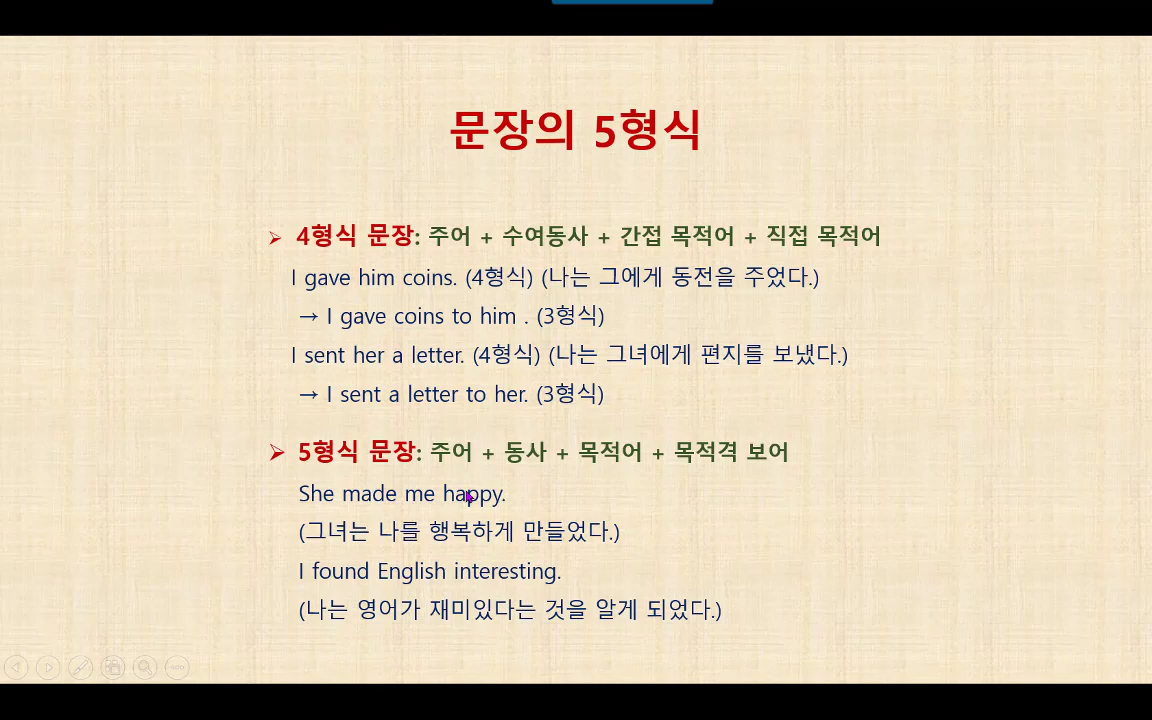 문장의 5형식
➢ 4형식 문장: 주어 + 수여동사 + 간접 목적어 + 직접 목적어
I gave him coins. (4형식) (나는 그에게 동전을 주었다.)
→ I gave coins to him . (3형식)
I sent her a letter. (4형식) (나는 그녀에게 편지를 보냈다.)
→ I sent a letter to her. (3형식)
➢ 5형식 문장: 주어 + 동사 + 목적어 + 목적격 보어
She made me happy.
(그녀는 나를 행복하게 만들었다.)
I found English interesting.
(나는 영어가 재미있다는 것을 알게 되었다.)